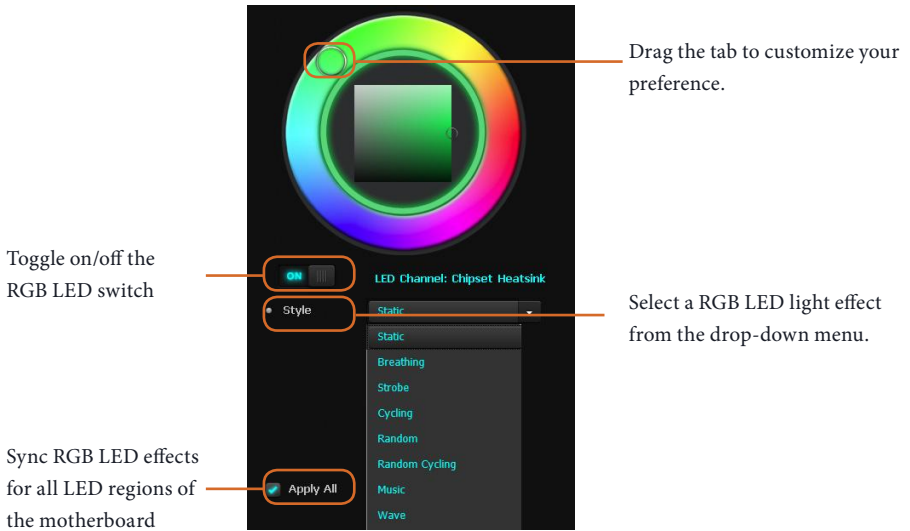 Drag the tab to customize your
preference.
Toggle on/off the
RGB LED switch
ON
LED Channel: Chipset Heatsink
Style
Static
Select a RGB LED light effect
from the drop-down menu.
Static
Breathing
Strobe
Cycling
Random
Random Cycling
Music
Wave
Sync RGB LED effects
for all LED regions of
the motherboard
Apply All